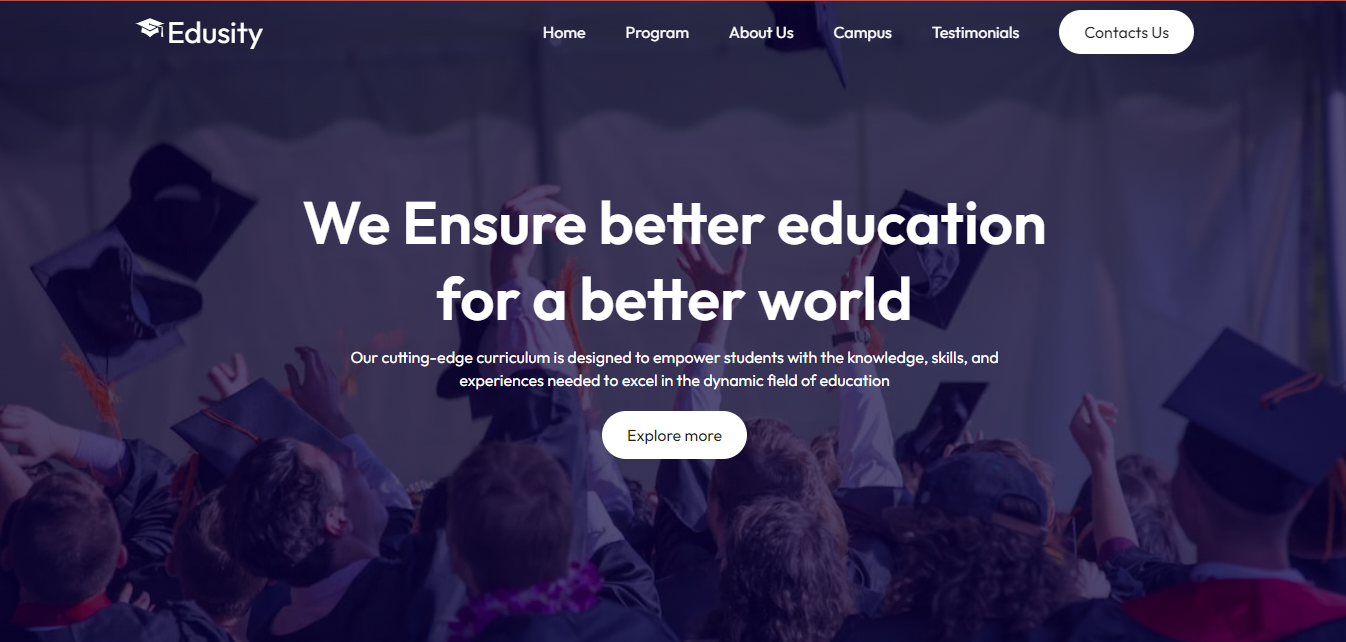 Edusity
Home
Program
About Us
Campus
Testimonials
Contacts Us
We Ensure better education
for a better world
Our cutting-edge curriculum is designed to empower students with the knowledge, skills, and
experiences needed to excel in the dynamic field of education
Explore more